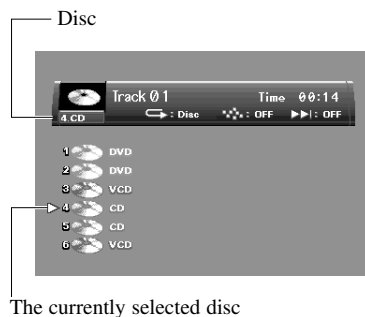 Disc
Track 01 Time 00:14
4.CD : Disc : OFF : OFF
1 DVD
2 DVD
3 VCD
4 CD
5 CD
6 VCD
The currently selected disc